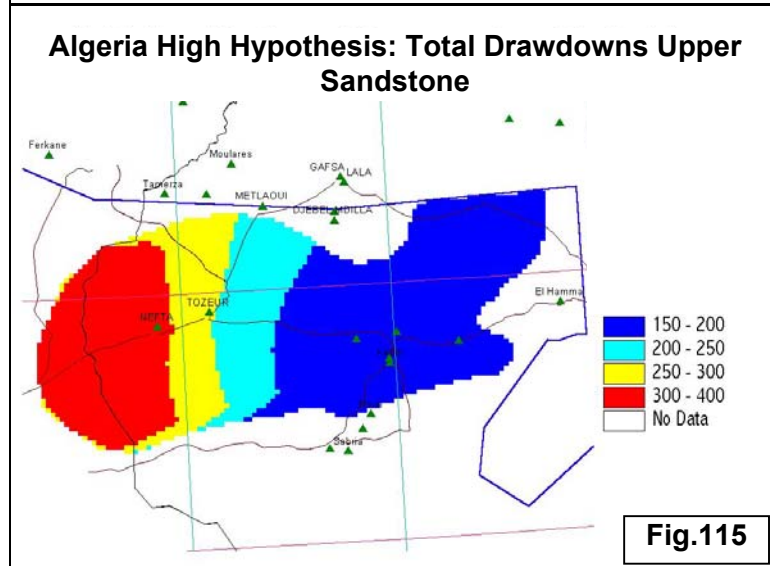 Algeria High Hypothesis: Total Drawdowns Upper
Sandstone
Ferkane
Moulares
Tamerza
GAFSA
LALA
METLAOUI
DJEBEL MDILLA
El Hamma
TOZEUR
NEFTA
150 - 200
200 - 250
250 - 300
300 - 400
No Data
Sabria
Fig.115